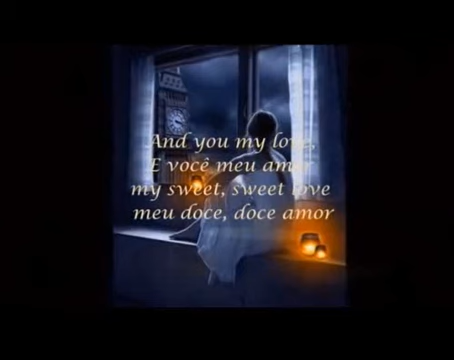 And you my love,
E você meu amor
my sweet, sweet love
meu doce, doce amor